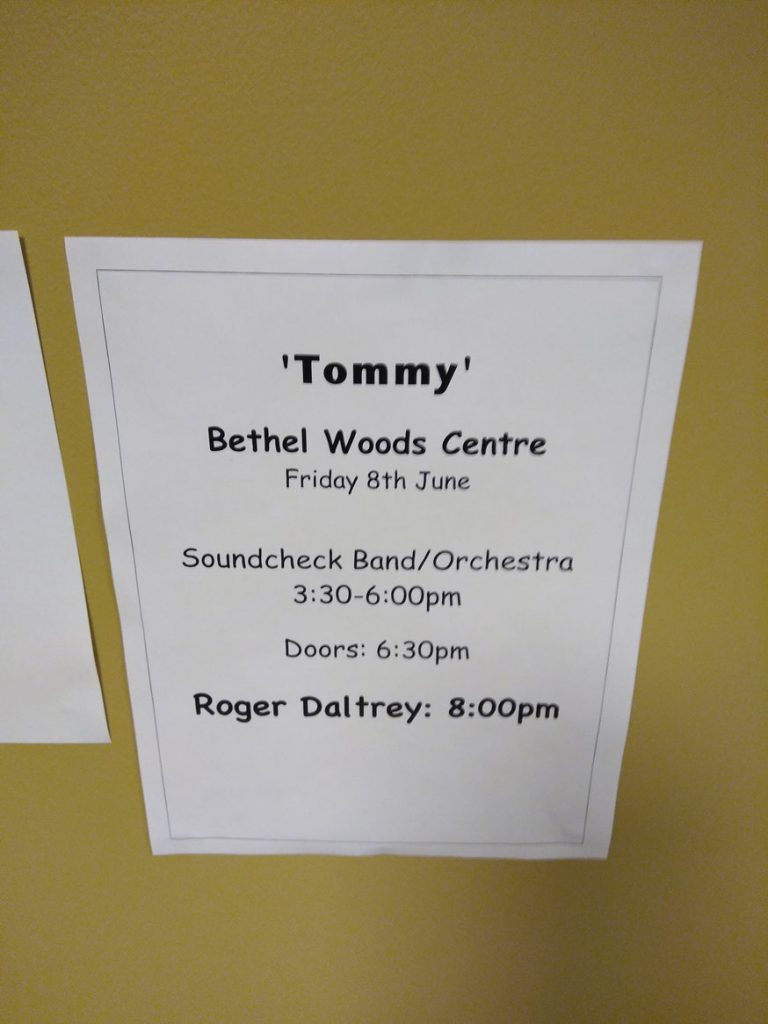 'Tommy'
Bethel Woods Centre
Friday 8th June
Soundcheck Band/Orchestra
3:30-6:00pm
Doors: 6:30pm
Roger Daltrey: 8:00pm